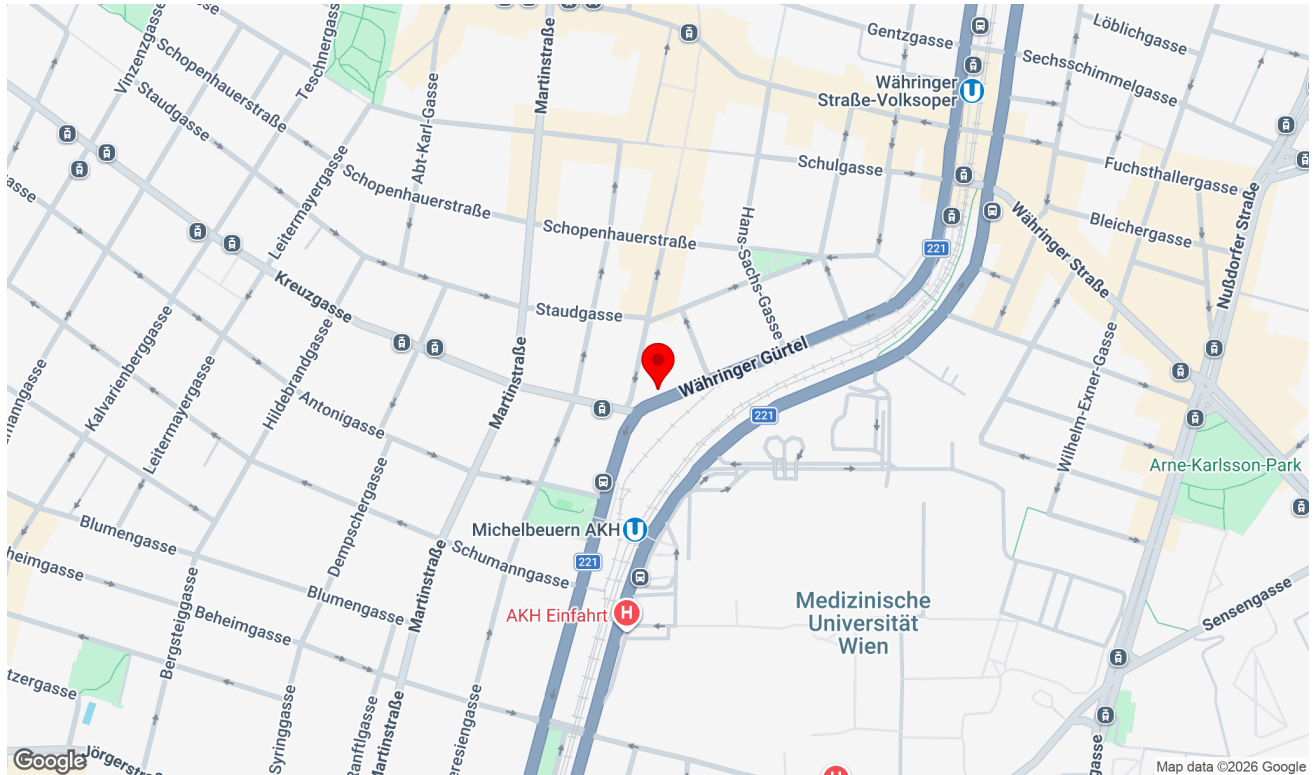 Gentzgasse
Löblichgasse
Sechsschimmelgasse
Vinzenzgasse
Teschnergasse
Schopenhauerstraße
Staudgasse
Abt-Karl-Gasse
Martinstraße
Währinger
Straße-Volksoper
Schulgasse
Fuchsthallergasse
Leitermayergasse
Schopenhauerstraße
Schopenhauerstraße
Hans-Sachs-Gasse
Währinger Straße
Bleichergasse
Nußdorfer Straße
221
Kreuzgasse
Staudgasse
Kalvarienberggasse
Hildebrandgasse
Martinstraße
Währinger Gürtel
Wilhelm-Exner-Gasse
Leitermayergasse
Antonigasse
221
Arne-Karlsson-Park
Dempschergasse
Blumengasse
Michelbeuern AKH
Schumanngasse
221
Martinstraße
Blumengasse
Beheimgasse
AKH Einfahrt
H
Medizinische
Universität
Wien
Sensengasse
Bergsteiggasse
Syringgasse
Martinstraße
Google
Map data ©2026 Google